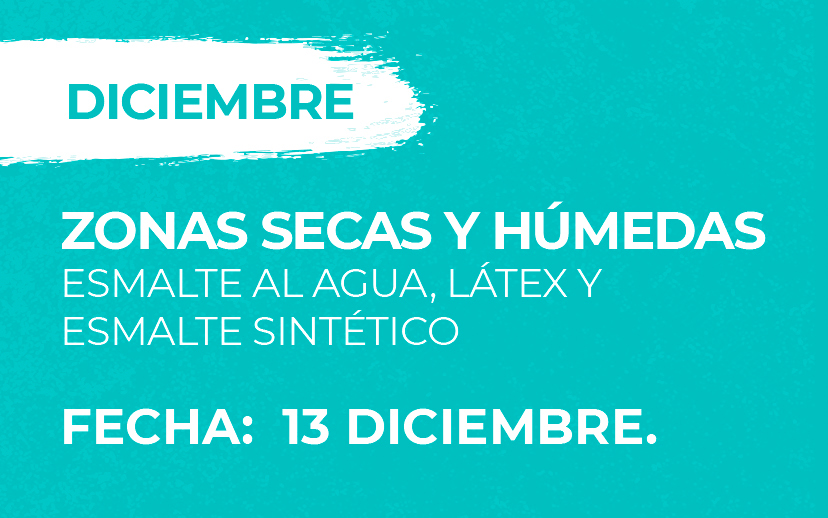 DICIEMBRE
ZONAS SECAS Y HÚMEDAS
ESMALTE AL AGUA, LÁTEX Y
ESMALTE SINTÉTICO
FECHA: 13 DICIEMBRE.